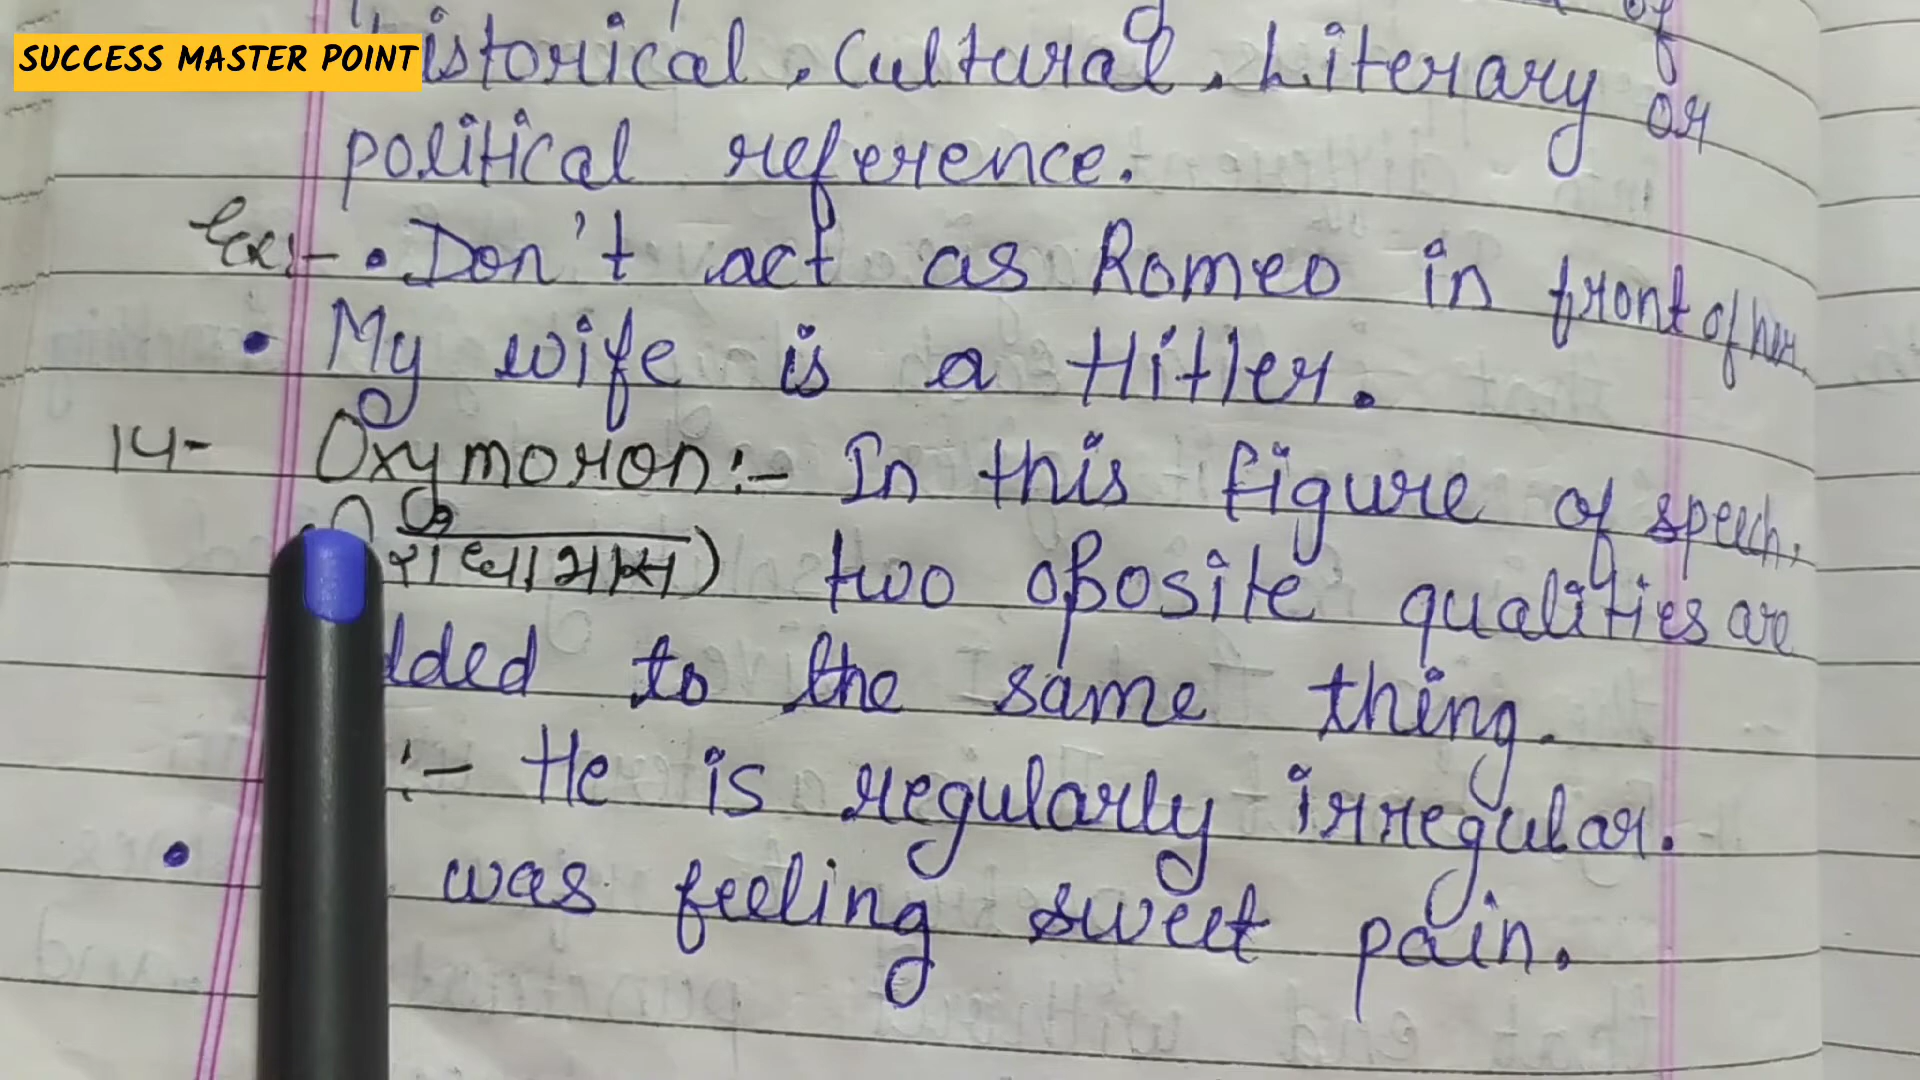 SUCCESS MASTER POINT
istorical, Cultural, Literary or
political reference.
Ex:- • Don't act as Romeo in front of her.
• My wife is a Hitler.
14- Oxymoron:- In this figure of speech,
two oposite qualities are
dded to the same thing.
:- He is regularly irregular.
• was feeling sweet pain.